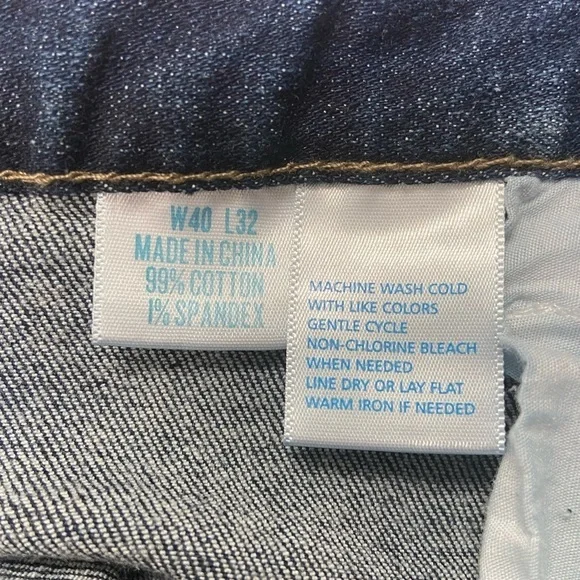 W40 L32
MADE IN CHINA
99% COTTON
1% SPANDEX
MACHINE WASH COLD
WITH LIKE COLORS
GENTLE CYCLE
NON-CHLORINE BLEACH
WHEN NEEDED
LINE DRY OR LAY FLAT
WARM IRON IF NEEDED